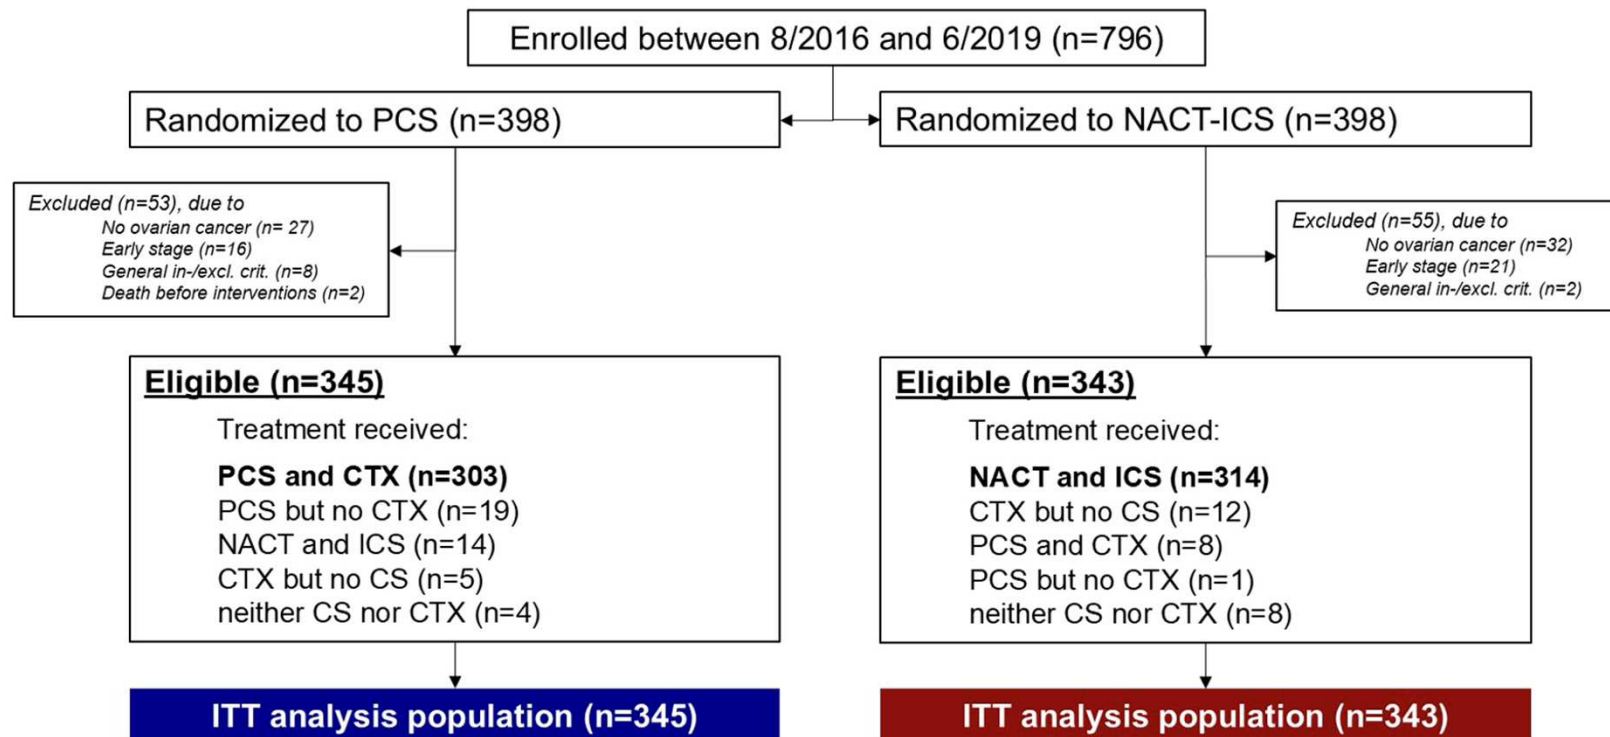 Enrolled between 8/2016 and 6/2019 (n=796)
Randomized to PCS (n=398)
Randomized to NACT-ICS (n=398)
Excluded (n=53), due to
No ovarian cancer (n= 27)
Early stage (n=16)
General in-/excl. crit. (n=8)
Death before interventions (n=2)
Excluded (n=55), due to
No ovarian cancer (n=32)
Early stage (n=21)
General in-/excl. crit. (n=2)
Eligible (n=345)
Treatment received:
PCS and CTX (n=303)
PCS but no CTX (n=19)
NACT and ICS (n=14)
CTX but no CS (n=5)
neither CS nor CTX (n=4)
Eligible (n=343)
Treatment received:
NACT and ICS (n=314)
CTX but no CS (n=12)
PCS and CTX (n=8)
PCS but no CTX (n=1)
neither CS nor CTX (n=8)
ITT analysis population (n=345)
ITT analysis population (n=343)